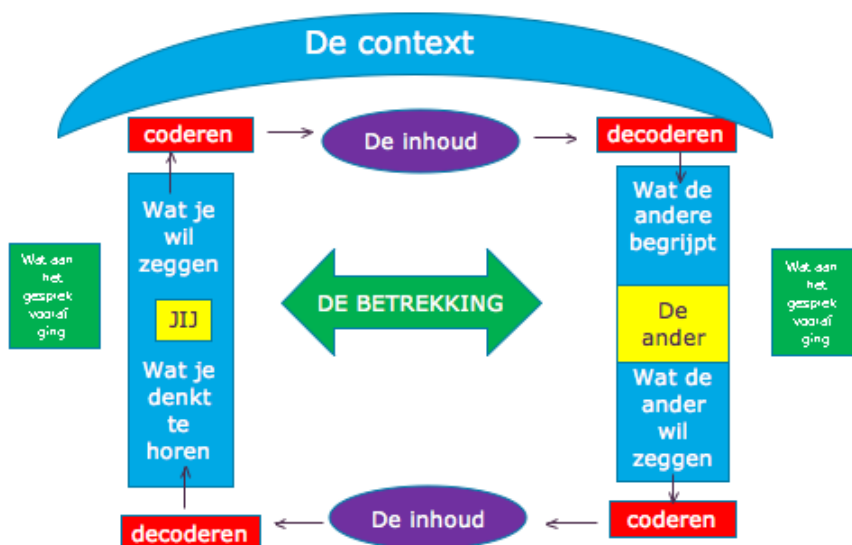 De context
coderen
De inhoud
decoderen
Wat je
wil
zeggen
JIJ
Wat je
denkt
te
horen
Wat de
andere
begrijpt
De
ander
Wat de
ander
wil
zeggen
Wat aan
het
gesprek
vooraf
ging
DE BETREKKING
Wat aan
het
gesprek
vooraf
ging
decoderen
De inhoud
coderen